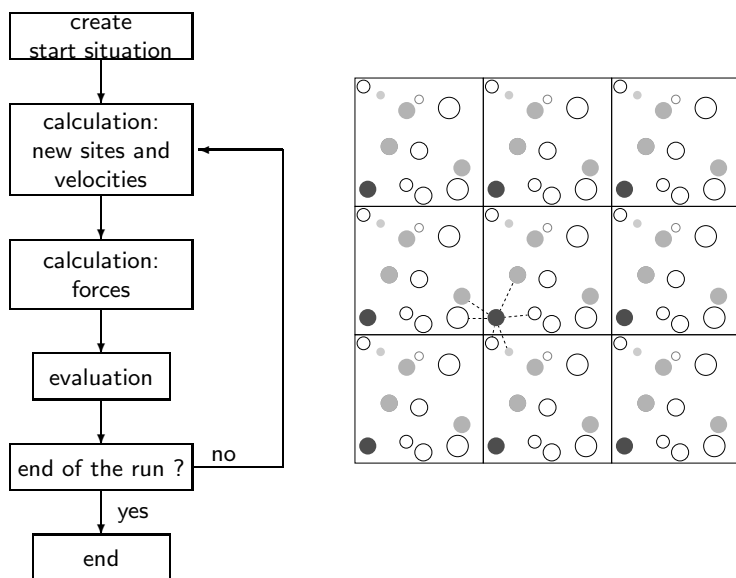 create
start situation
calculation:
new sites and
velocities
calculation:
forces
evaluation
end of the run ?
no
yes
end